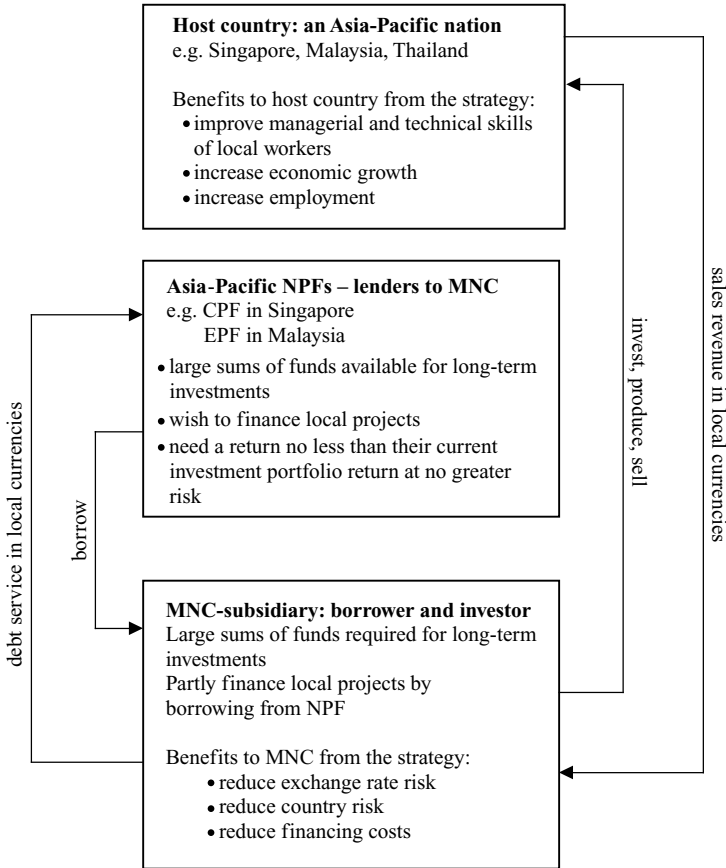 Host country: an Asia-Pacific nation
e.g. Singapore, Malaysia, Thailand
Benefits to host country from the strategy:
• improve managerial and technical skills
of local workers
• increase economic growth
• increase employment
Asia-Pacific NPFs – lenders to MNC
e.g. CPF in Singapore
EPF in Malaysia
• large sums of funds available for long-term
investments
• wish to finance local projects
• need a return no less than their current
investment portfolio return at no greater
risk
MNC-subsidiary: borrower and investor
Large sums of funds required for long-term
investments
Partly finance local projects by
borrowing from NPF
Benefits to MNC from the strategy:
• reduce exchange rate risk
• reduce country risk
• reduce financing costs
debt service in local currencies
borrow
invest, produce, sell
sales revenue in local currencies